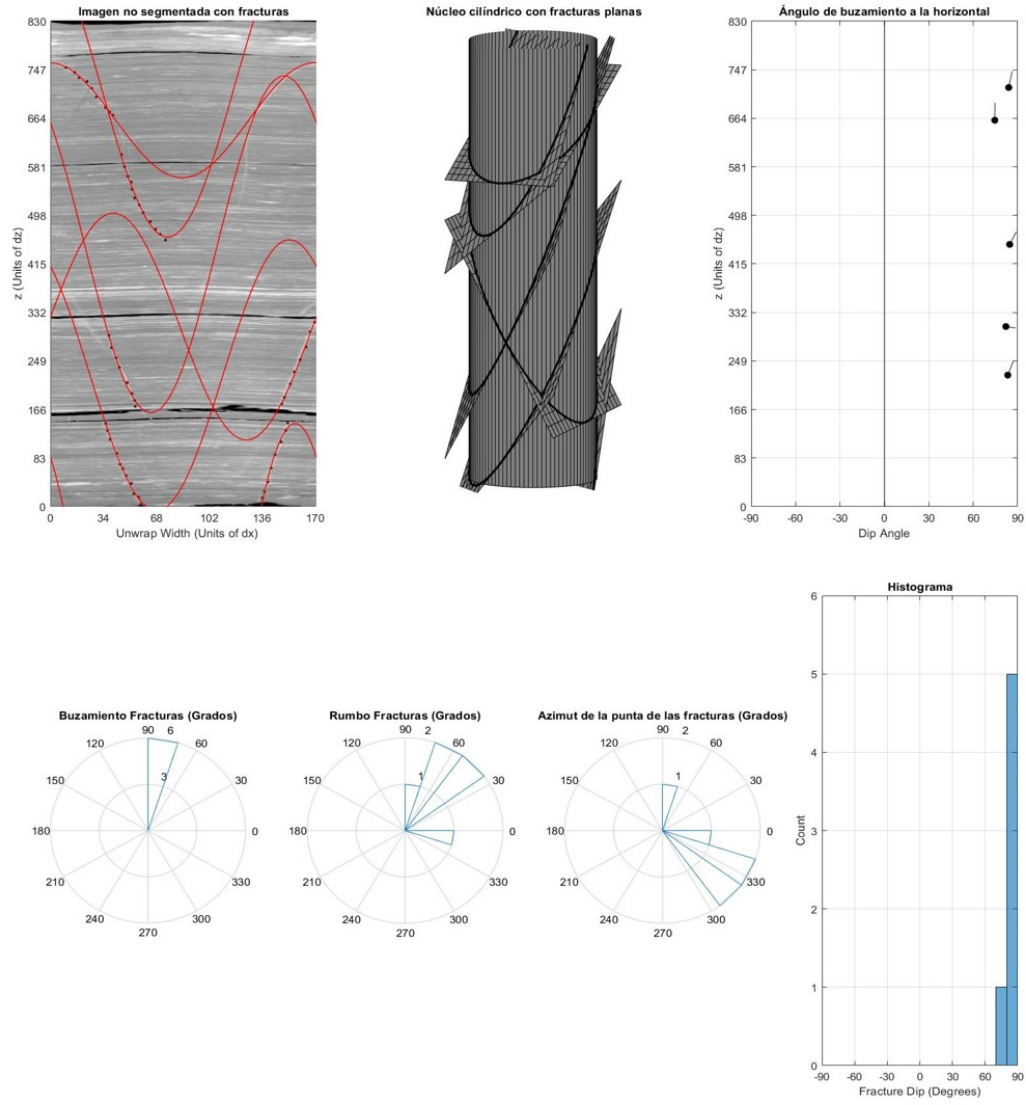 Imagen no segmentada con fracturas
830
747
664
581
498
415
332
249
166
83
0
z (Units of dz)
0 34 68 102 136 170
Unwrap Width (Units of dx)
Núcleo cilíndrico con fracturas planas
Ángulo de buzamiento a la horizontal
830
747
664
581
498
415
332
249
166
83
0
z (Units of dz)
-90 -60 -30 0 30 60 90
Dip Angle
Buzamiento Fracturas (Grados)
90 6
120 60
150 3 30
180 0
210 330
240 300
270
Rumbo Fracturas (Grados)
90 2
120 60
150 1 30
180 0
210 330
240 300
270
Azimut de la punta de las fracturas (Grados)
90 2
120 60
150 1 30
180 0
210 330
240 300
270
Histograma
6
5
4
3
2
1
0
Count
-90 -60 -30 0 30 60 90
Fracture Dip (Degrees)